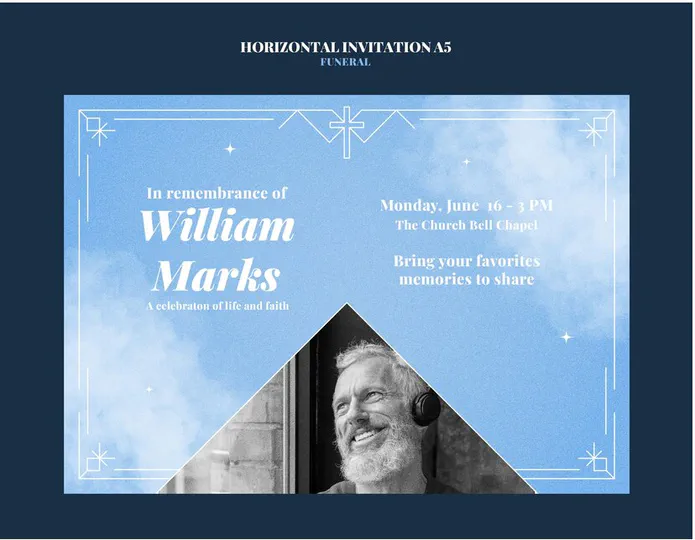 HORIZONTAL INVITATION A5
FUNERAL
In remembrance of
William
Marks
A celebraton of life and faith
Monday, June 16 - 3 PM
The Church Bell Chapel
Bring your favorites
memories to share